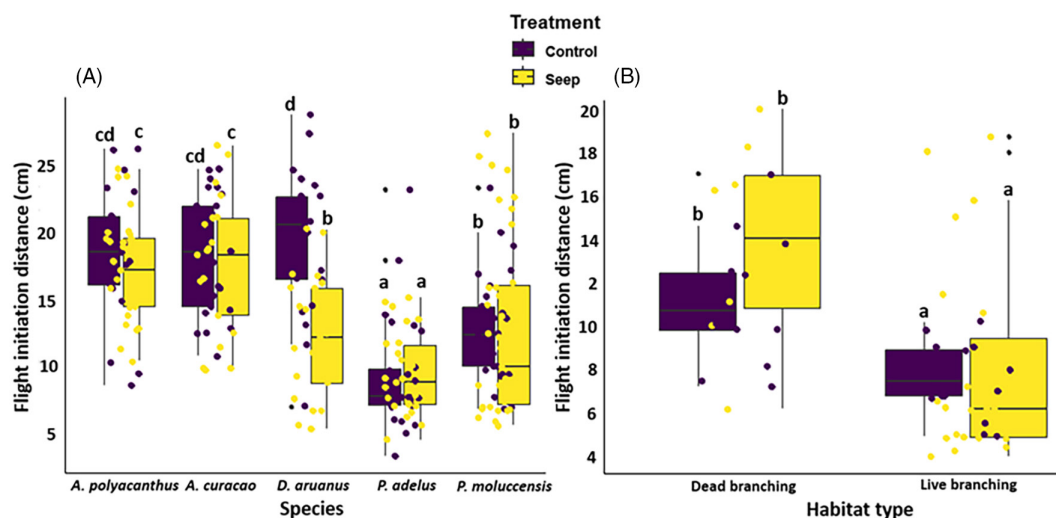 Treatment
Control
Seep
(A)
(B)
Flight initiation distance (cm)
25
20
15
10
5
cd
c
cd
c
d
b
a
a
b
b
A. polyacanthus
A. curacao
D. aruanus
P. adelus
P. moluccensis
Species
Flight initiation distance (cm)
20
16
14
2
10
8
6
4
b
b
a
a
Dead branching
Live branching
Habitat type